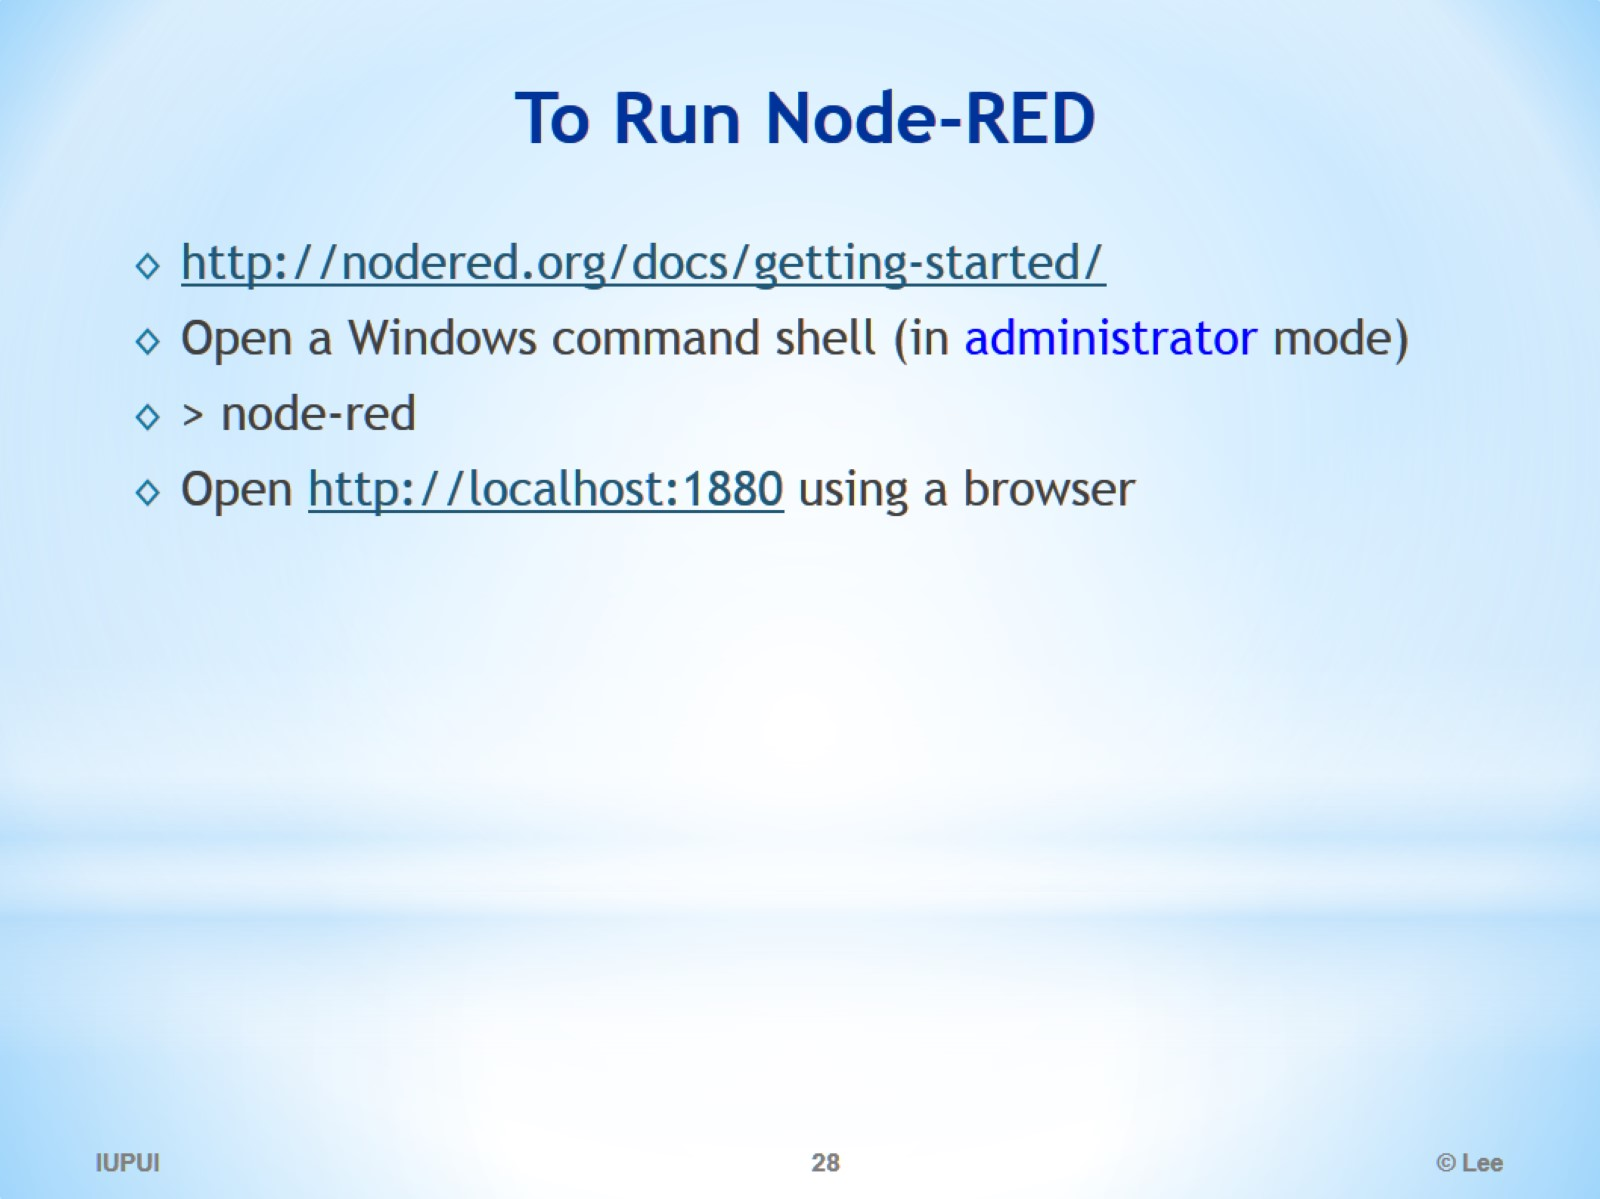 To Run Node-RED
◇ http://nodered.org/docs/getting-started/
◇ Open a Windows command shell (in administrator mode)
◇ > node-red
◇ Open http://localhost:1880 using a browser
IUPUI 28 © Lee